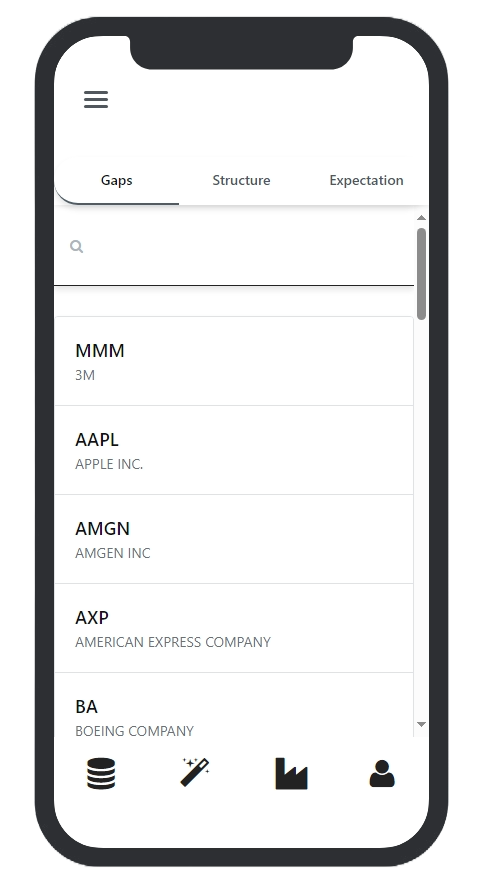 Gaps Structure Expectation
MMM
3M
AAPL
APPLE INC.
AMGN
AMGEN INC
AXP
AMERICAN EXPRESS COMPANY
BA
BOEING COMPANY